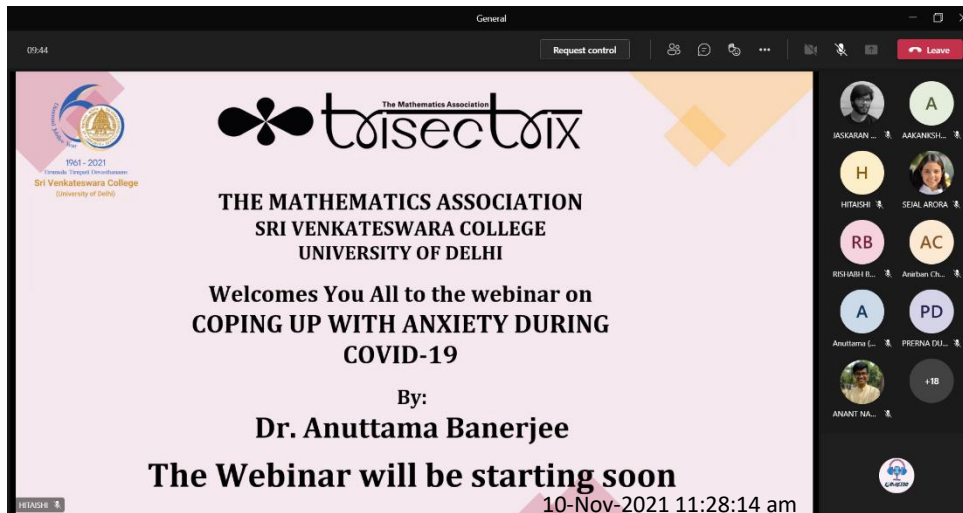 General
09:44
Request control
Leave
1961 - 2021
Tirumala Tirupati Devasthanams
Sri Venkateswara College
(University of Delhi)
The Mathematics Association
trisectrix
THE MATHEMATICS ASSOCIATION
SRI VENKATESWARA COLLEGE
UNIVERSITY OF DELHI
Welcomes You All to the webinar on
COPING UP WITH ANXIETY DURING
COVID-19
By:
Dr. Anuttama Banerjee
The Webinar will be starting soon
10-Nov-2021 11:28:14 am
HITAISHI
JASKARAN ...
A
AAKANKSH...
H
HITAISHI
SEJAL ARORA
RB
RISHABH B...
AC
Anirban Ch...
A
Anuttama (...
PD
PRERNA DU...
ANANT NA...
+18